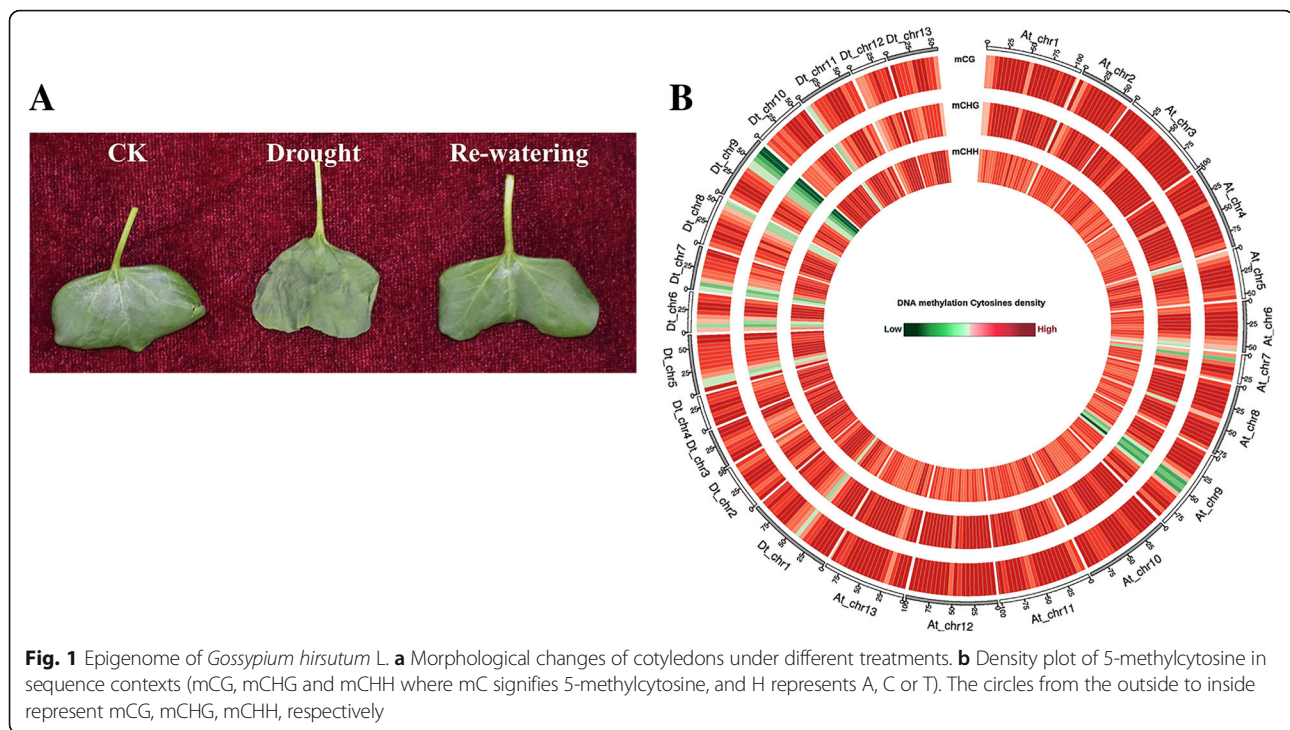 A
CK Drought Re-watering
B
mCG
mCHG
mCHH
At_chr1
At_chr2
At_chr3
At_chr4
At_chr5
At_chr6
At_chr7
At_chr8
At_chr9
At_chr10
At_chr11
At_chr12
At_chr13
Dt_chr1
Dt_chr2
Dt_chr3
Dt_chr4
Dt_chr5
Dt_chr6
Dt_chr7
Dt_chr8
Dt_chr9
Dt_chr10
Dt_chr11
Dt_chr12
Dt_chr13
DNA methylation Cytosines density
Low High
Fig. 1 Epigenome of Gossypium hirsutum L. a Morphological changes of cotyledons under different treatments. b Density plot of 5-methylcytosine in
sequence contexts (mCG, mCHG and mCHH where mC signifies 5-methylcytosine, and H represents A, C or T). The circles from the outside to inside
represent mCG, mCHG, mCHH, respectively